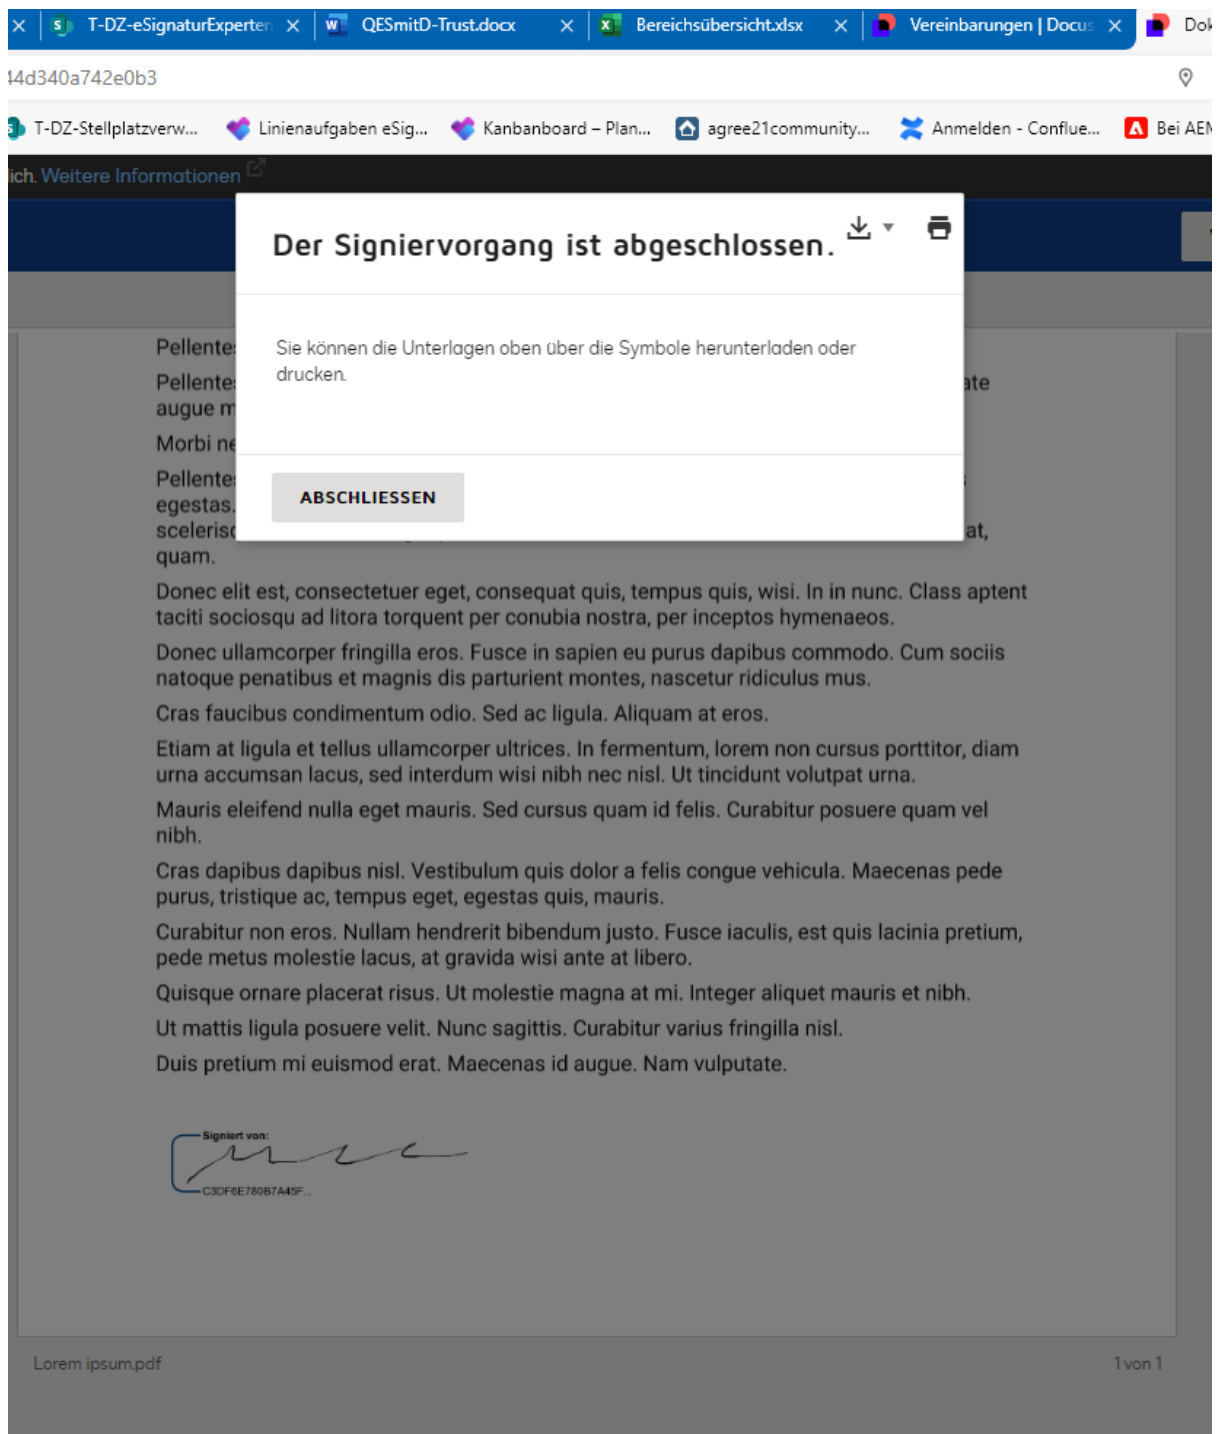 T-DZ-eSignaturExperten
QESmitD-Trust.docx
Bereichsübersicht.xlsx
Vereinbarungen | Docus
Dok
44d340a742e0b3
T-DZ-Stellplatzverw...
Linienaufgaben eSig...
Kanbanboard – Plan...
agree21community...
Anmelden - Conflue...
Bei AEM
lich. Weitere Informationen
Der Signiervorgang ist abgeschlossen.
Sie können die Unterlagen oben über die Symbole herunterladen oder
drucken.
ABSCHLIESSEN
Pellente
Pellentes
ate
augue m
Morbi ne
Pellente
egestas.
scelerisq
at,
quam.
Donec elit est, consectetuer eget, consequat quis, tempus quis, wisi. In in nunc. Class aptent
taciti sociosqu ad litora torquent per conubia nostra, per inceptos hymenaeos.
Donec ullamcorper fringilla eros. Fusce in sapien eu purus dapibus commodo. Cum sociis
natoque penatibus et magnis dis parturient montes, nascetur ridiculus mus.
Cras faucibus condimentum odio. Sed ac ligula. Aliquam at eros.
Etiam at ligula et tellus ullamcorper ultrices. In fermentum, lorem non cursus porttitor, diam
urna accumsan lacus, sed interdum wisi nibh nec nisl. Ut tincidunt volutpat urna.
Mauris eleifend nulla eget mauris. Sed cursus quam id felis. Curabitur posuere quam vel
nibh.
Cras dapibus dapibus nisl. Vestibulum quis dolor a felis congue vehicula. Maecenas pede
purus, tristique ac, tempus eget, egestas quis, mauris.
Curabitur non eros. Nullam hendrerit bibendum justo. Fusce iaculis, est quis lacinia pretium,
pede metus molestie lacus, at gravida wisi ante at libero.
Quisque ornare placerat risus. Ut molestie magna at mi. Integer aliquet mauris et nibh.
Ut mattis ligula posuere velit. Nunc sagittis. Curabitur varius fringilla nisl.
Duis pretium mi euismod erat. Maecenas id augue. Nam vulputate.
Signiert von:
C3DF6E780B7A45F...
Lorem ipsum.pdf
1 von 1